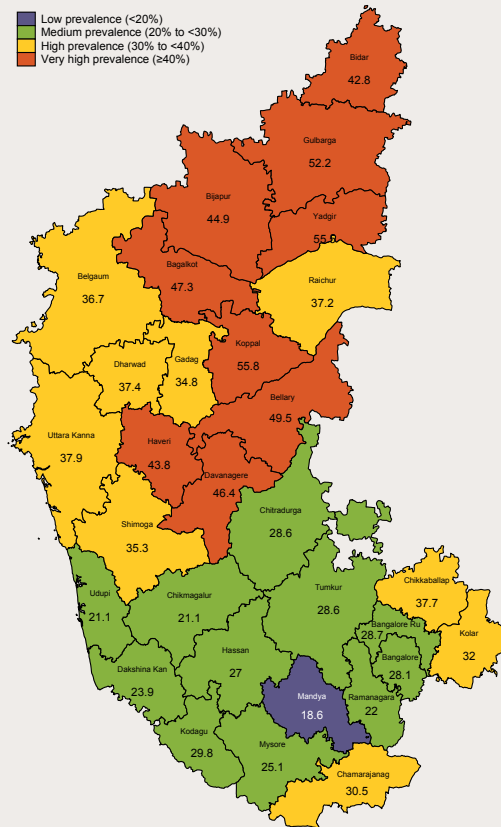 Low prevalence (<20%)
Medium prevalence (20% to <30%)
High prevalence (30% to <40%)
Very high prevalence (≥40%)
Bidar
42.8
Gulbarga
52.2
Bijapur
44.9
Yadgir
Bagalkot
47.3
Belgaum
36.7
Raichur
37.2
Koppal
55.8
Gadag
34.8
Dharwad
37.4
Bellary
49.5
Uttara Kanna
37.9
Haveri
43.8
Davanagere
46.4
Chitradurga
28.6
Shimoga
35.3
Udupi
21.1
Chikmagalur
21.1
Tumkur
28.6
Chikkaballap
37.7
Bangalore Ru
28.7
Kolar
32
Bangalore
28.1
Hassan
27
Dakshina Kan
23.9
Mandya
18.6
Ramanagara
22
Kodagu
29.8
Mysore
25.1
Chamarajanag
30.5